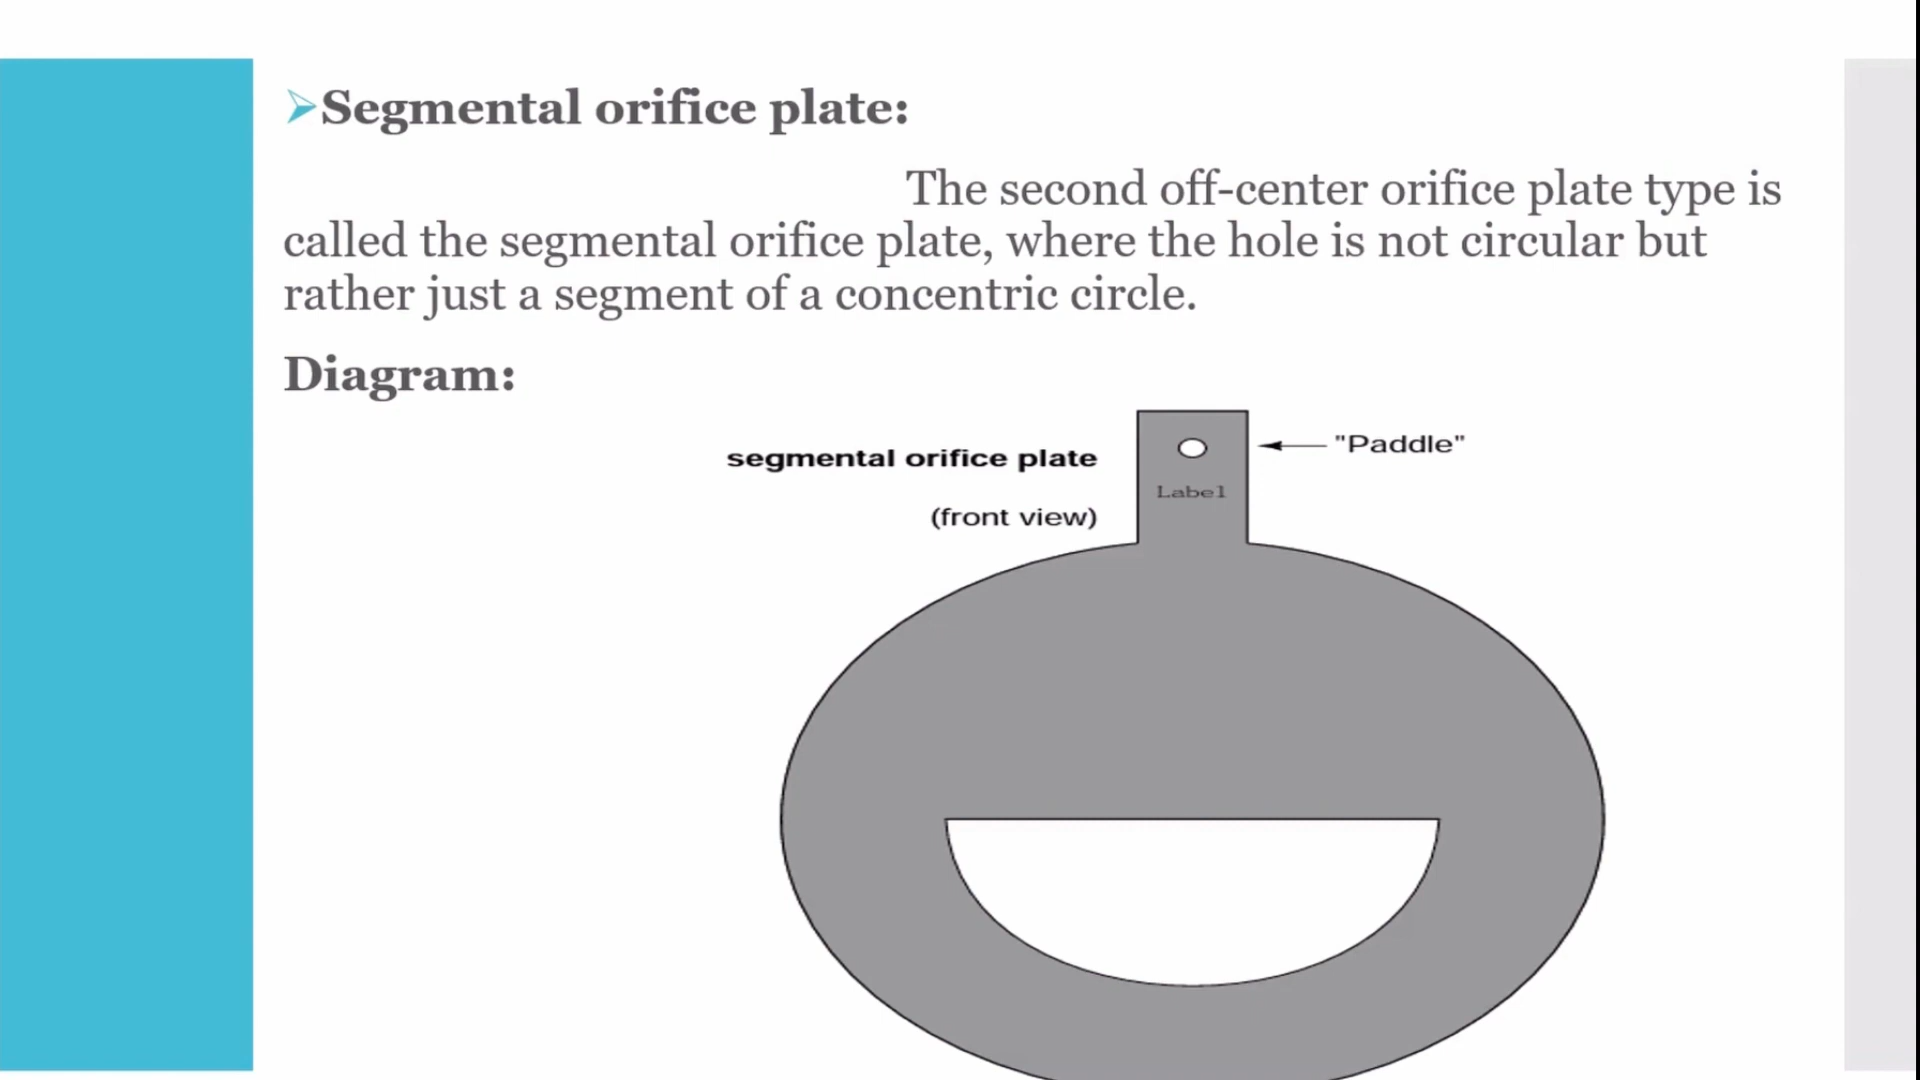 Segmental orifice plate:
The second off-center orifice plate type is
called the segmental orifice plate, where the hole is not circular but
rather just a segment of a concentric circle.
Diagram:
segmental orifice plate
(front view)
"Paddle"
Label